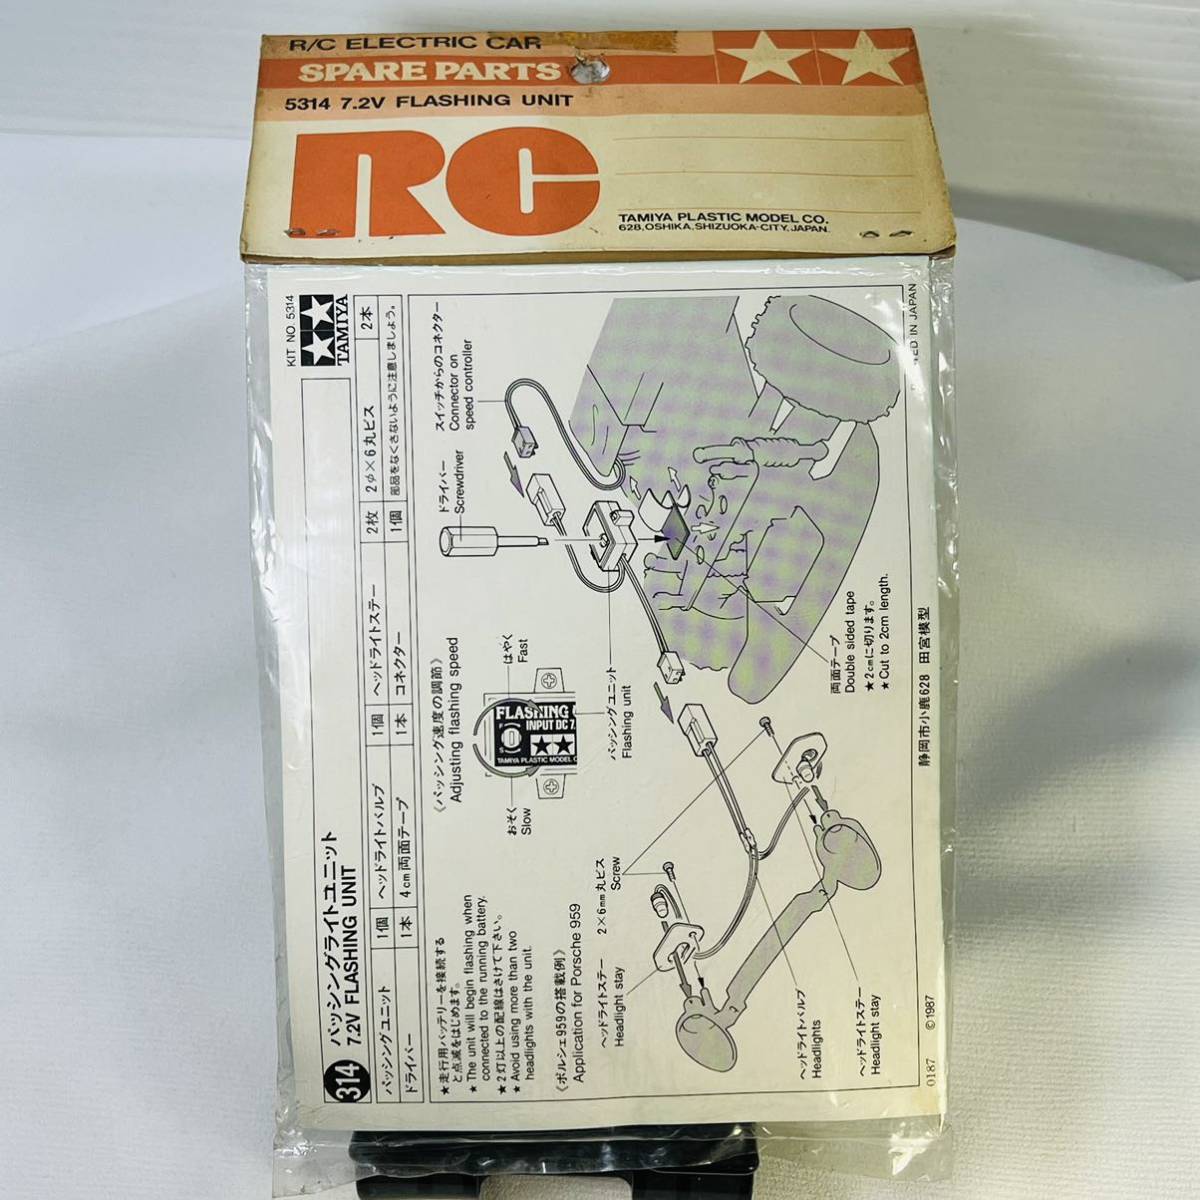 R/C ELECTRIC CAR
SPARE PARTS
5314 7.2V FLASHING UNIT
RC
TAMIYA PLASTIC MODEL CO.
628, OSHIKA, SHIZUOKA-CITY, JAPAN.
KIT NO. 5314
TAMIYA
314 パッシングライトユニット
7.2V FLASHING UNIT
パッシングユニット 1個 ヘッドライトバルブ 1個 ヘッドライトステー 2枚 2φ×6丸ビス 2本
ドライバー 1本 4cm両面テープ 1本 コネクター 1個 部品をなくさないように注意しましょう。
★走行用バッテリーを接続する
と点滅をはじめます。
★ The unit will begin flashing when
connected to the running battery.
★2灯以上の配線はさけて下さい。
★ Avoid using more than two
headlights with the unit.
《パッシング速度の調節》
Adjusting flashing speed
はやく
Fast
おそく
Slow
FLASHING
INPUT DC 7.
TAMIYA PLASTIC MODEL
スイッチからのコネクター
Connector on
speed controller
ドライバー
Screwdriver
パッシングユニット
Flashing unit
両面テープ
Double sided tape
★2cmに切ります。
★ Cut to 2cm length.
《ポルシェ959の搭載例》
Application for Porsche 959
2×6mm丸ビス
Screw
ヘッドライトステー
Headlight stay
ヘッドライトバルブ
Headlights
ヘッドライトステー
Headlight stay
0187 ©1987
静岡市小鹿628 田宮模型
IN JAPAN